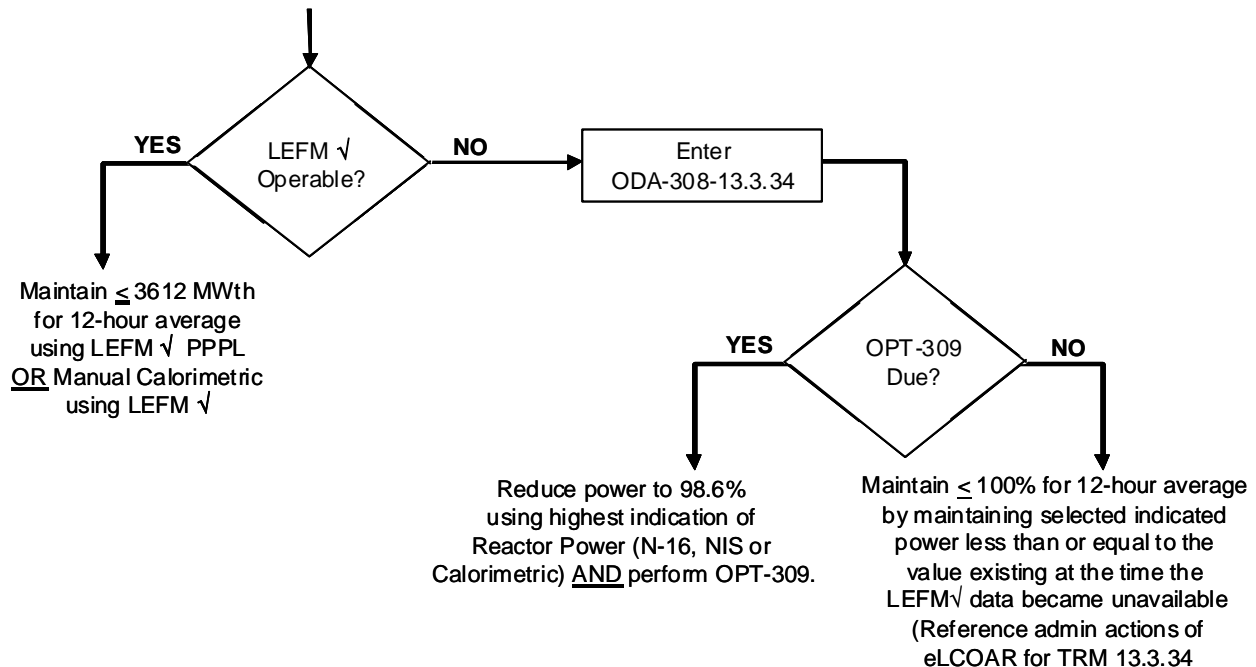 LEFM √
Operable?
YES
NO
Enter
ODA-308-13.3.34
Maintain ≤ 3612 MWth
for 12-hour average
using LEFM √ PPPL
OR Manual Calorimetric
using LEFM √
OPT-309
Due?
YES
NO
Reduce power to 98.6%
using highest indication of
Reactor Power (N-16, NIS or
Calorimetric) AND perform OPT-309.
Maintain ≤ 100% for 12-hour average
by maintaining selected indicated
power less than or equal to the
value existing at the time the
LEFM√ data became unavailable
(Reference admin actions of
eLCOAR for TRM 13.3.34